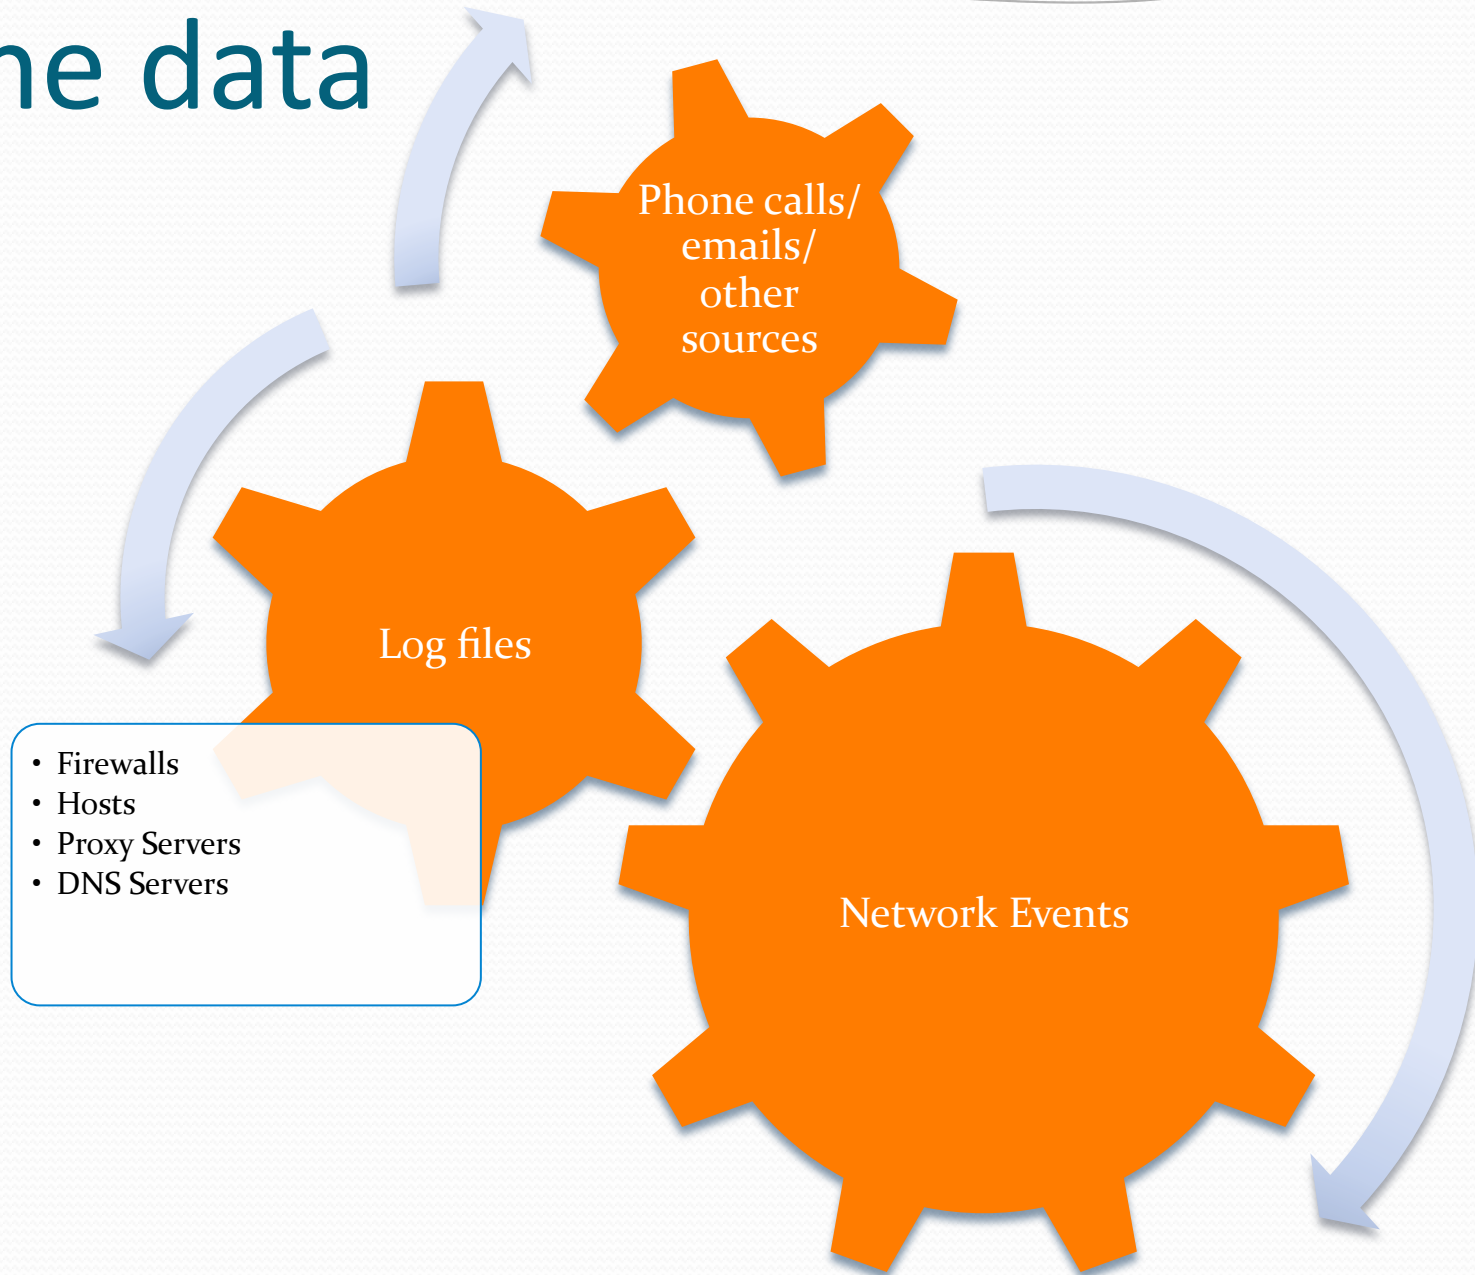 ne data
Phone calls/
emails/
other
sources
Log files
• Firewalls
• Hosts
• Proxy Servers
• DNS Servers
Network Events